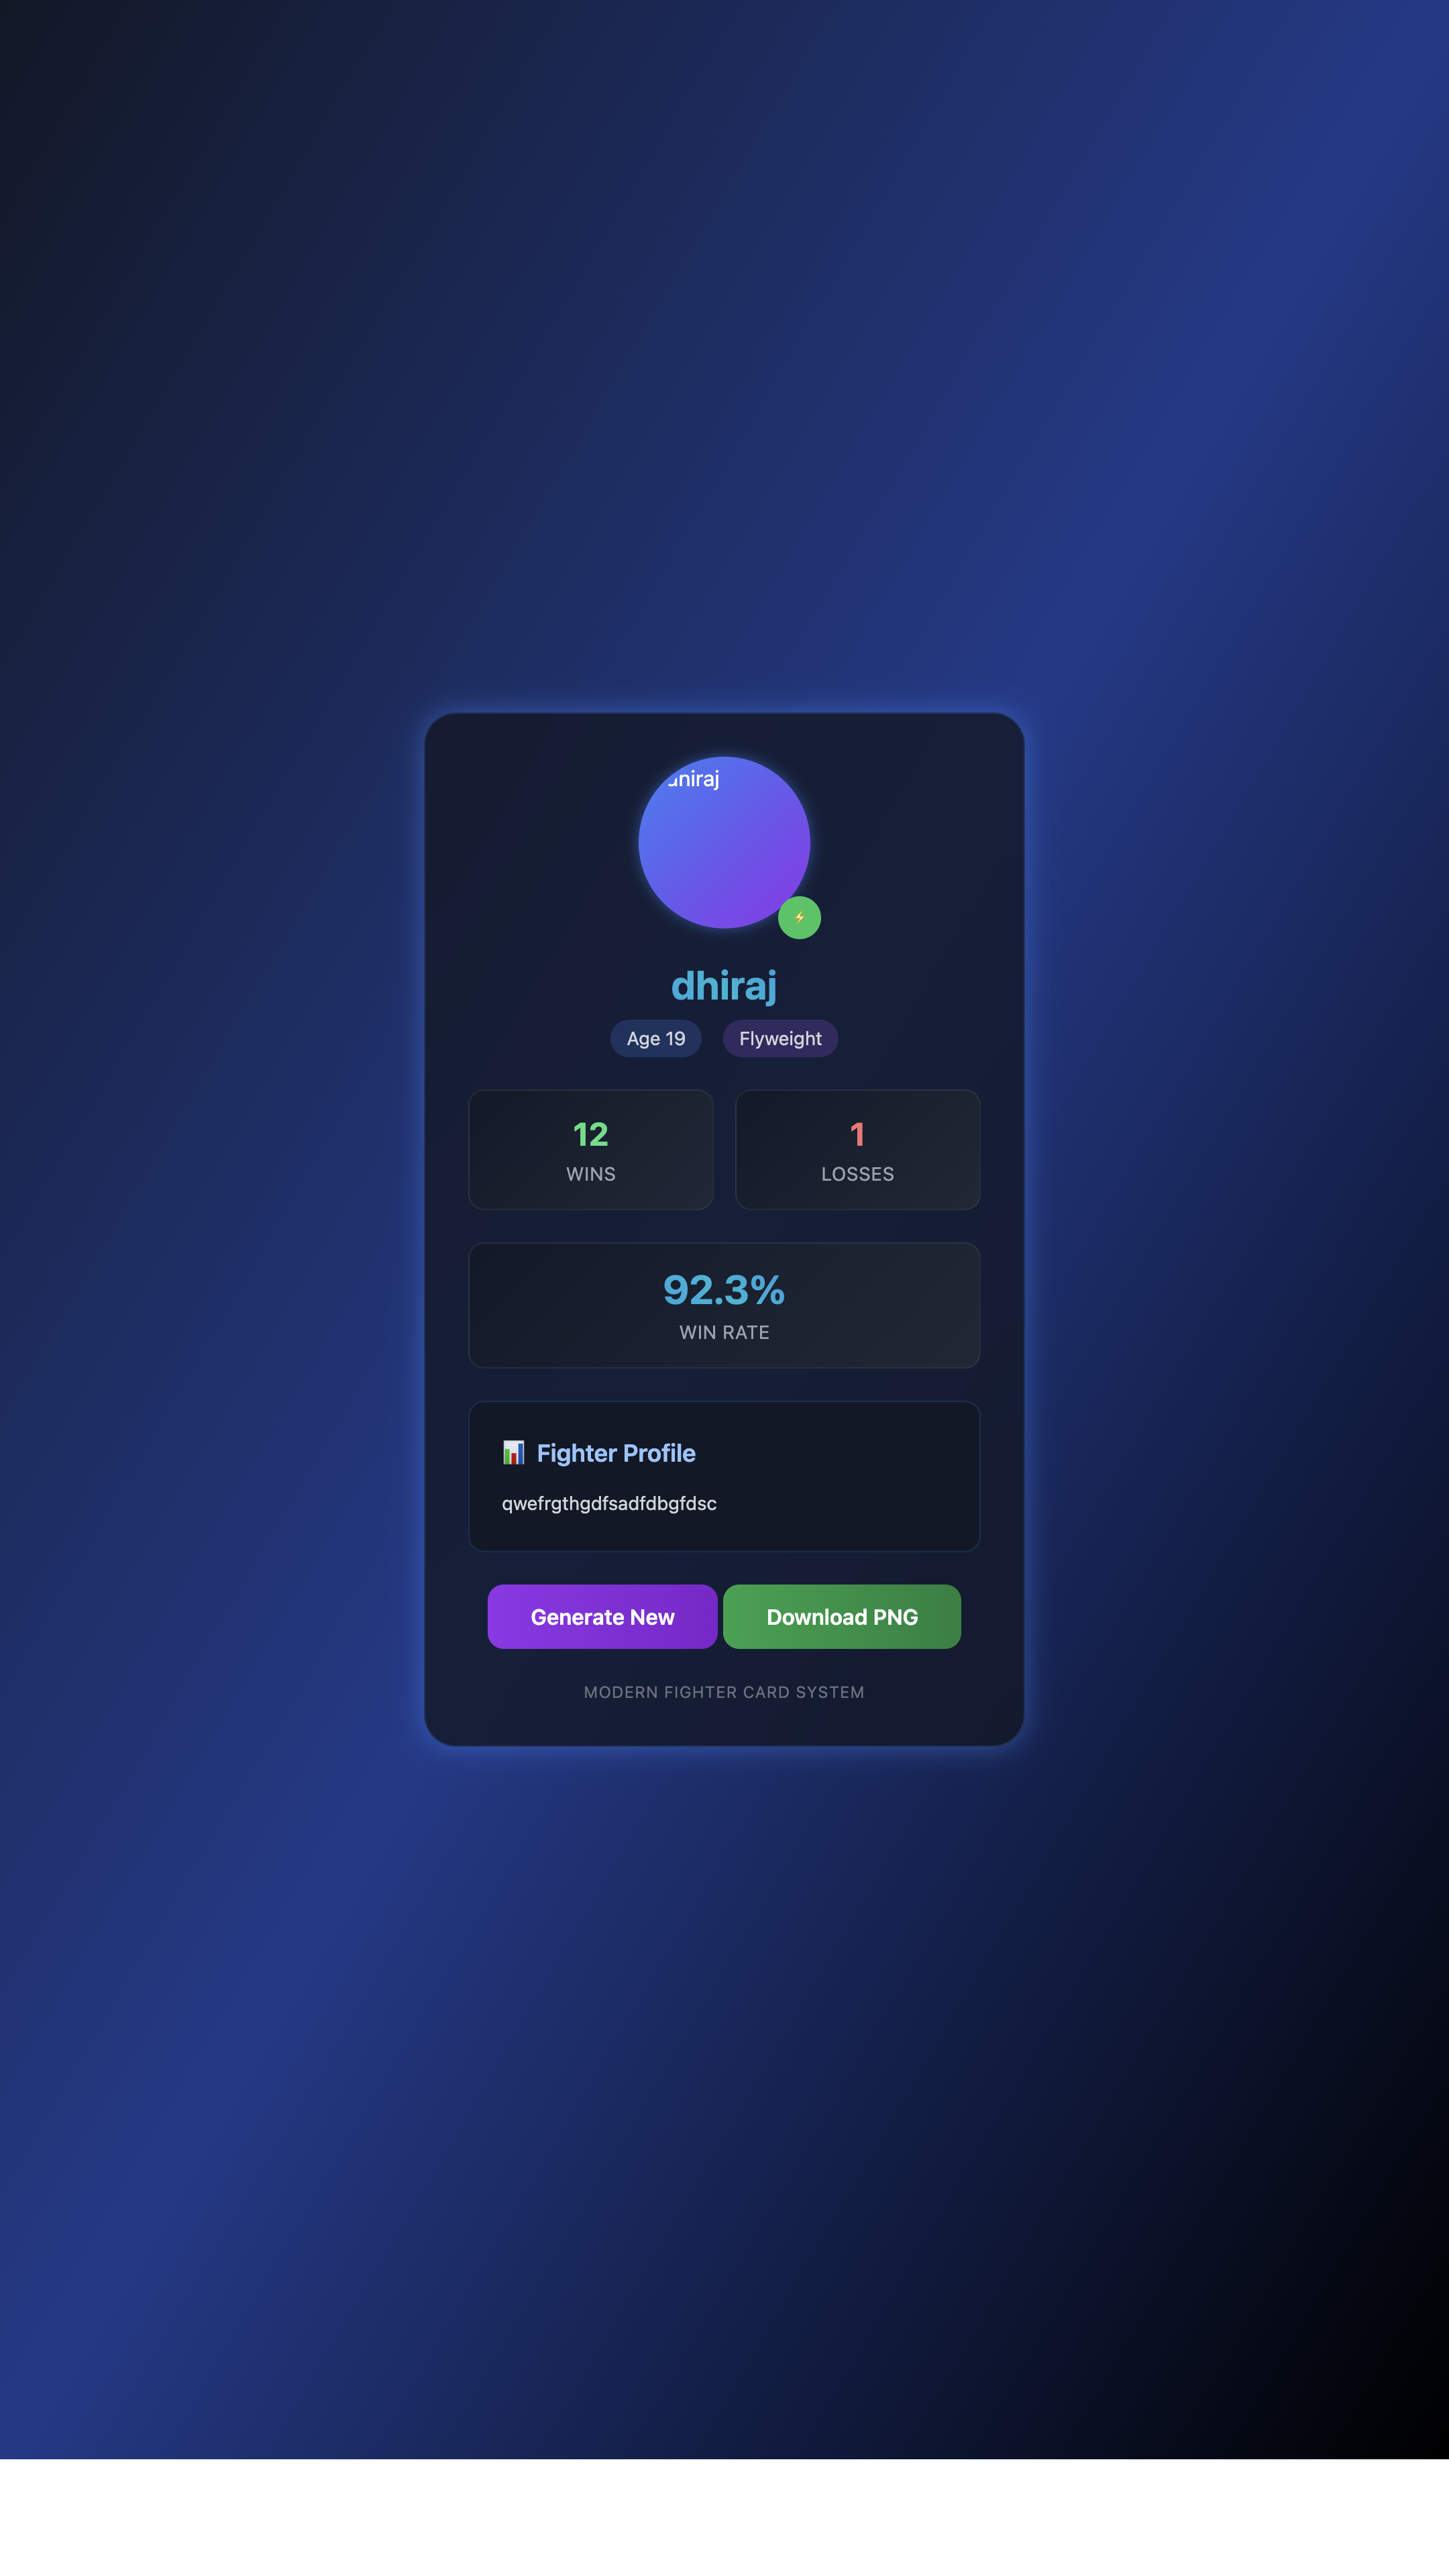 dhiraj
dhiraj
Age 19 Flyweight
12 1
WINS LOSSES
92.3%
WIN RATE
📊 Fighter Profile
qwefrgthgdfsadfdbgfdsc
Generate New Download PNG
MODERN FIGHTER CARD SYSTEM